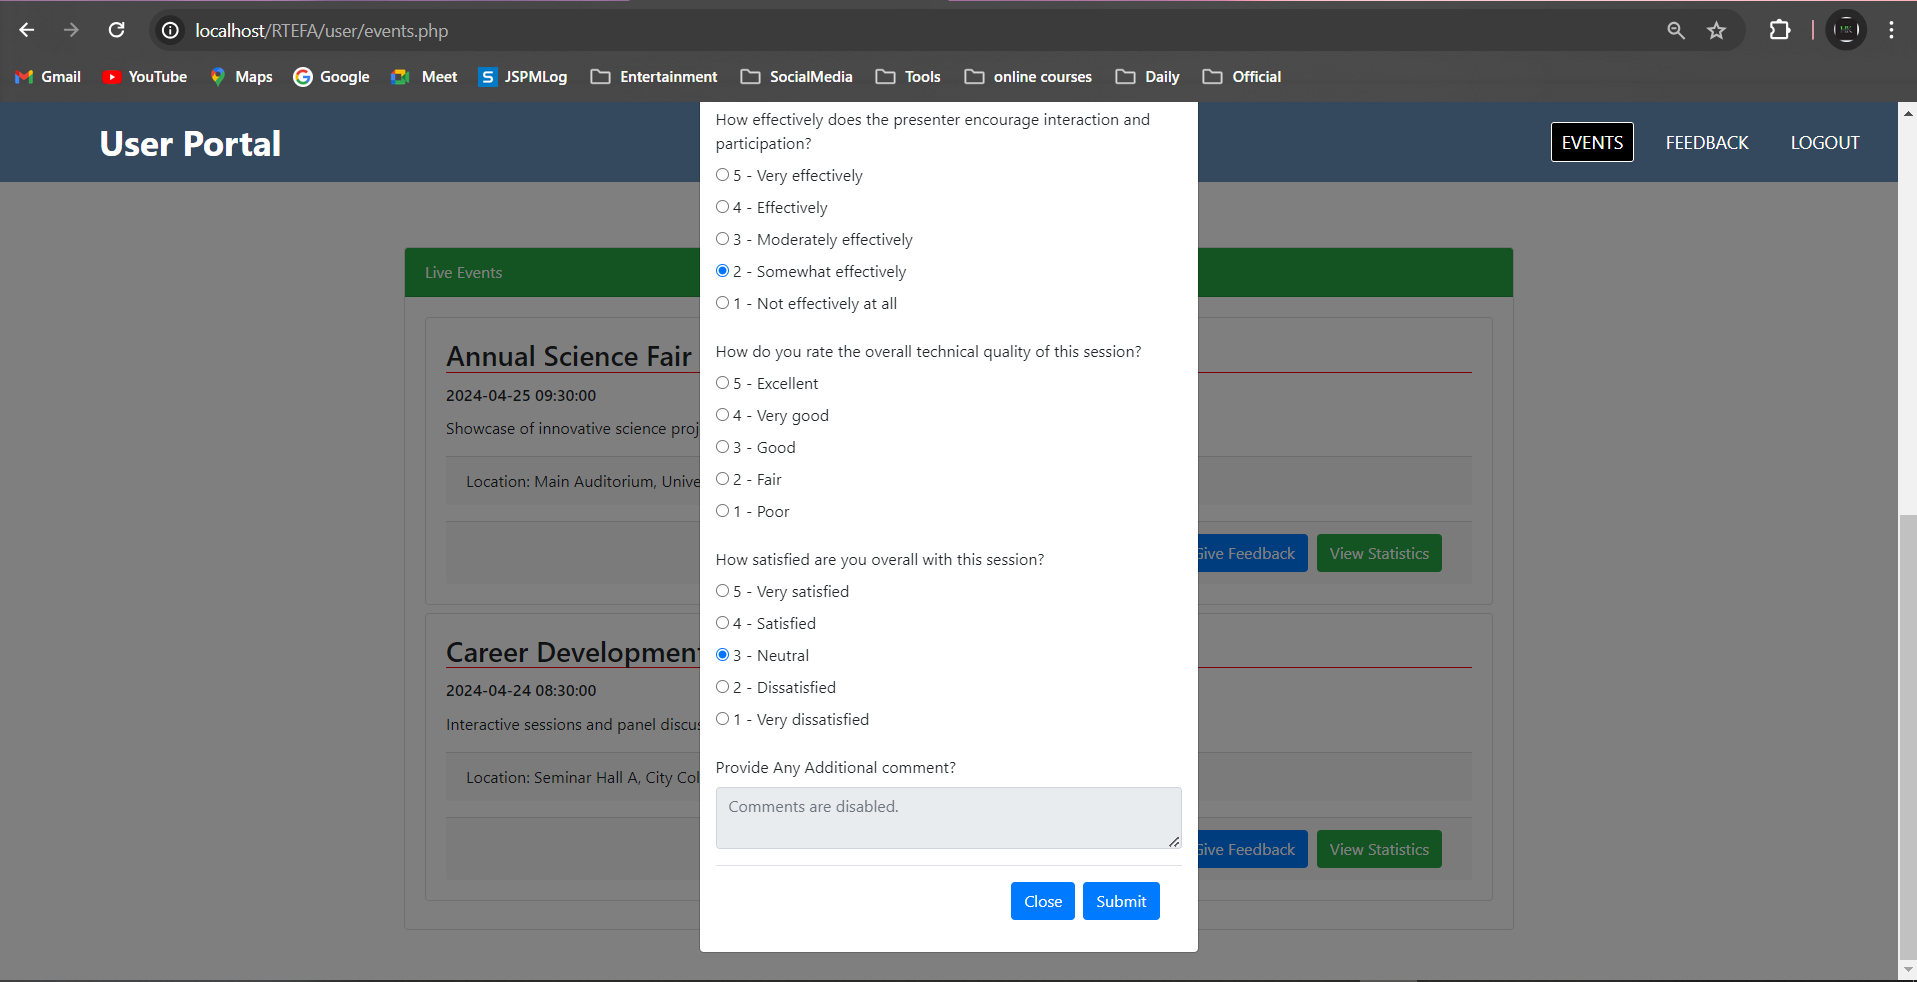 localhost/RTEFA/user/events.php
Gmail YouTube Maps Google Meet JSPMLog Entertainment SocialMedia Tools online courses Daily Official
User Portal
EVENTS FEEDBACK LOGOUT
Live Events
Annual Science Fair
2024-04-25 09:30:00
Showcase of innovative science proj
Location: Main Auditorium, Unive
Give Feedback View Statistics
Career Development
2024-04-24 08:30:00
Interactive sessions and panel discus
Location: Seminar Hall A, City Col
Give Feedback View Statistics
How effectively does the presenter encourage interaction and
participation?
5 - Very effectively
4 - Effectively
3 - Moderately effectively
2 - Somewhat effectively
1 - Not effectively at all
How do you rate the overall technical quality of this session?
5 - Excellent
4 - Very good
3 - Good
2 - Fair
1 - Poor
How satisfied are you overall with this session?
5 - Very satisfied
4 - Satisfied
3 - Neutral
2 - Dissatisfied
1 - Very dissatisfied
Provide Any Additional comment?
Comments are disabled.
Close Submit